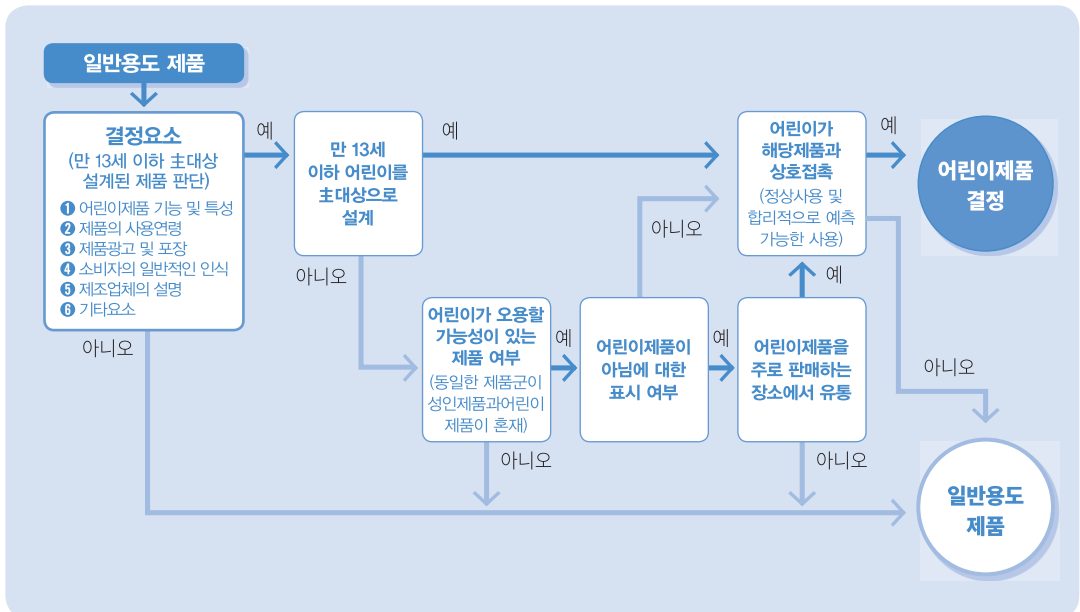 일반용도 제품
결정요소
(만 13세 이하 主대상
설계된 제품 판단)
❶ 어린이제품 기능 및 특성
❷ 제품의 사용연령
❸ 제품광고 및 포장
❹ 소비자의 일반적인 인식
❺ 제조업체의 설명
❻ 기타요소
예
아니오
만 13세
이하 어린이를
主대상으로
설계
예
아니오
어린이가 오용할
가능성이 있는
제품 여부
(동일한 제품군이
성인제품과어린이
제품이 혼재)
예
아니오
어린이제품이
아님에 대한
표시 여부
아니오
예
어린이제품을
주로 판매하는
장소에서 유통
예
아니오
어린이가
해당제품과
상호접촉
(정상사용 및
합리적으로 예측
가능한 사용)
예
아니오
어린이제품
결정
일반용도
제품